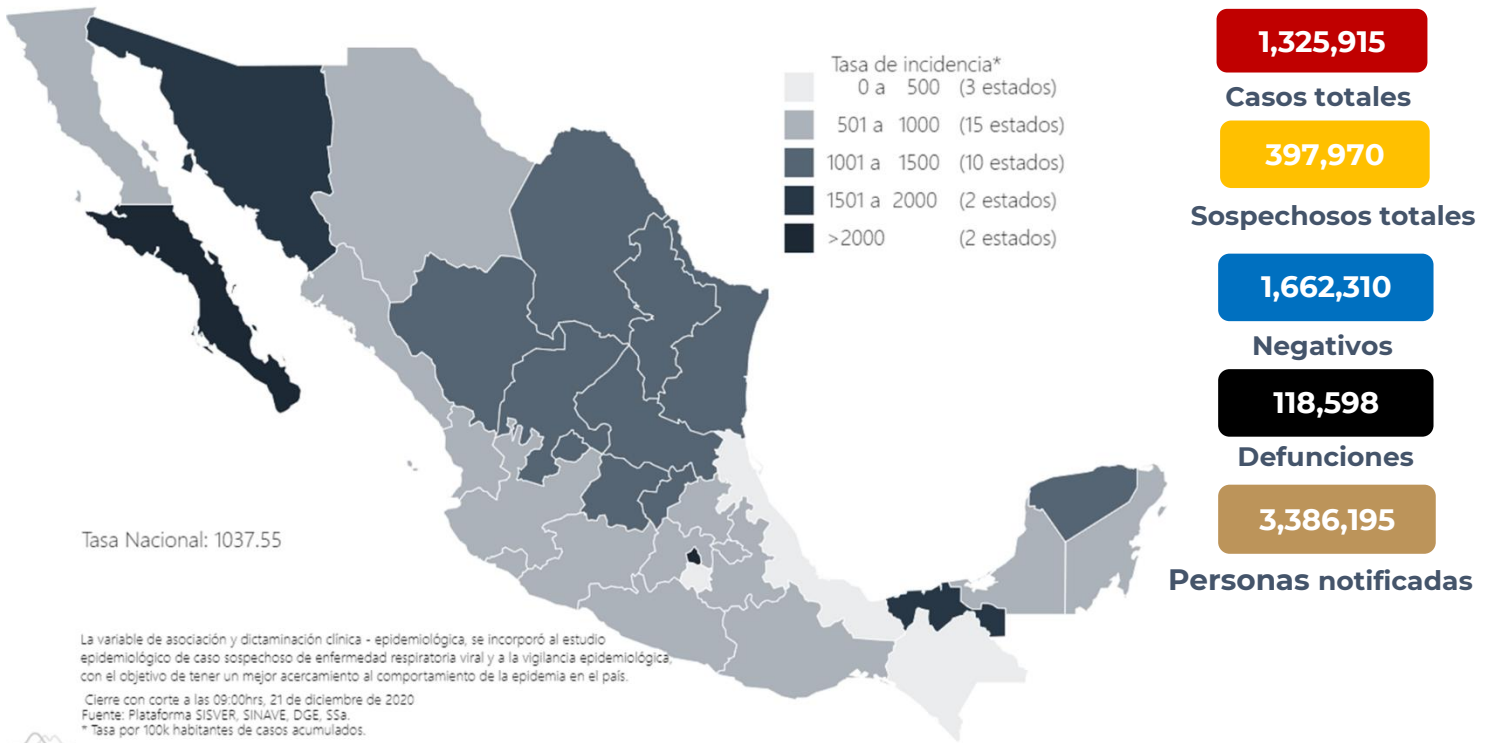 Tasa de incidencia*
0 a 500 (3 estados)
501 a 1000 (15 estados)
1001 a 1500 (10 estados)
1501 a 2000 (2 estados)
>2000 (2 estados)
1,325,915
Casos totales
397,970
Sospechosos totales
1,662,310
Negativos
118,598
Defunciones
3,386,195
Personas notificadas
Tasa Nacional: 1037.55
La variable de asociación y dictaminación clínica - epidemiológica, se incorporó al estudio
epidemiológico de caso sospechoso de enfermedad respiratoria viral y a la vigilancia epidemiológica,
con el objetivo de tener un mejor acercamiento al comportamiento de la epidemia en el país.
Cierre con corte a las 09:00hrs, 21 de diciembre de 2020
Fuente: Plataforma SISVER, SINAVE, DGE, SSa.
* Tasa por 100k habitantes de casos acumulados.